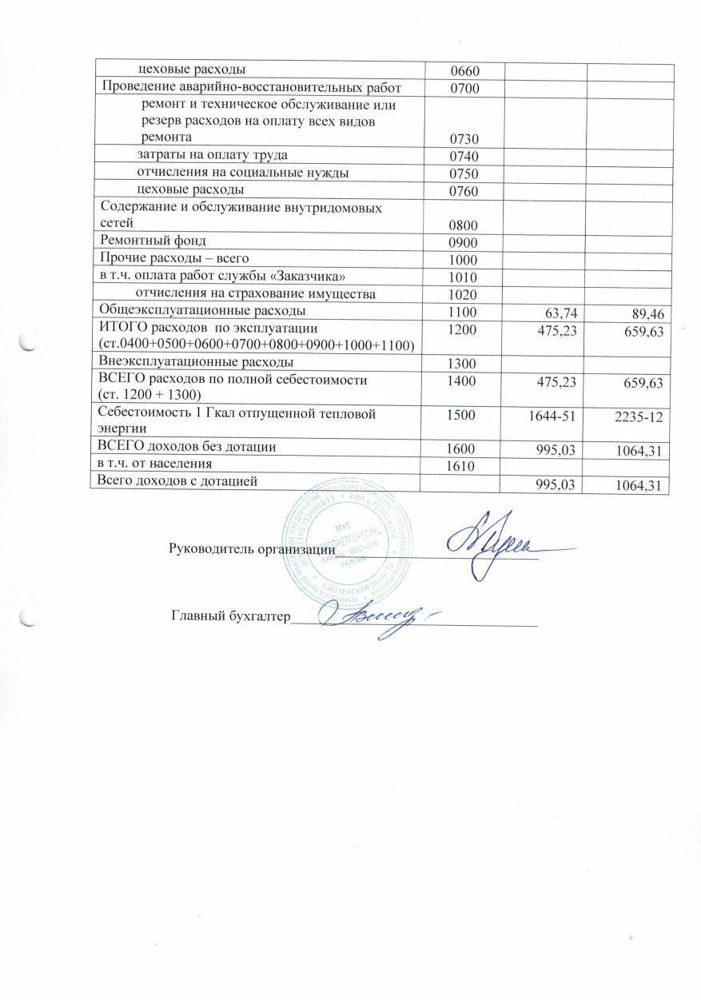 цеховые расходы 0660
Проведение аварийно-восстановительных работ 0700
ремонт и техническое обслуживание или
резерв расходов на оплату всех видов
ремонта 0730
затраты на оплату труда 0740
отчисления на социальные нужды 0750
цеховые расходы 0760
Содержание и обслуживание внутридомовых
сетей 0800
Ремонтный фонд 0900
Прочие расходы – всего 1000
в т.ч. оплата работ службы «Заказчика» 1010
отчисления на страхование имущества 1020
Общеэксплуатационные расходы 1100 63,74 89,46
ИТОГО расходов по эксплуатации 1200 475,23 659,63
(ст.0400+0500+0600+0700+0800+0900+1000+1100)
Внеэксплуатационные расходы 1300
ВСЕГО расходов по полной себестоимости 1400 475,23 659,63
(ст. 1200 + 1300)
Себестоимость 1 Гкал отпущенной тепловой 1500 1644-51 2235-12
энергии
ВСЕГО доходов без дотации 1600 995,03 1064,31
в т.ч. от населения 1610
Всего доходов с дотацией 995,03 1064,31
МУП
РАЙОНА
СМОЛЕНСКАЯ ОБЛАСТЬ
Руководитель организации
Главный бухгалтер